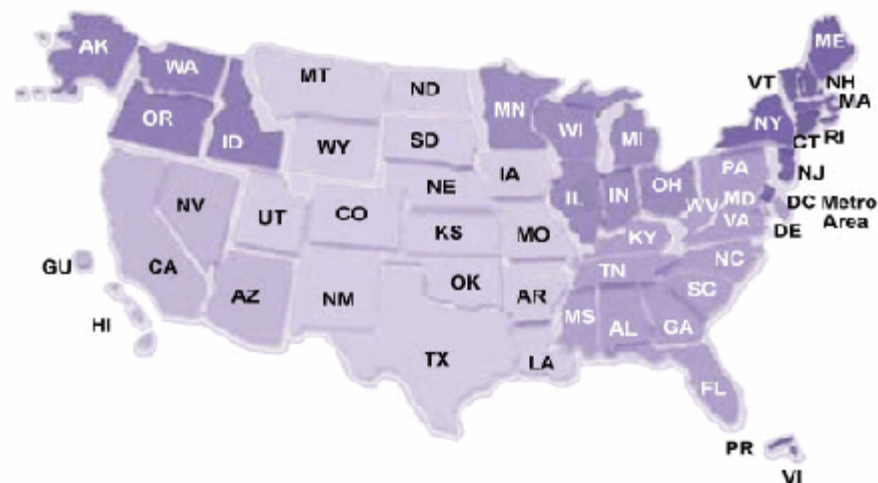 AK
WA
MT
ND
MN
ME
VT
NH
MA
OR
ID
WY
SD
WI
MI
NY
CT
RI
NJ
PA
IA
NE
IL
IN
OH
NV
UT
CO
WV
MD
DC Metro
Area
VA
DE
KS
MO
KY
GU
CA
AZ
NM
OK
AR
TN
NC
SC
HI
MS
AL
GA
TX
LA
FL
PR
VI